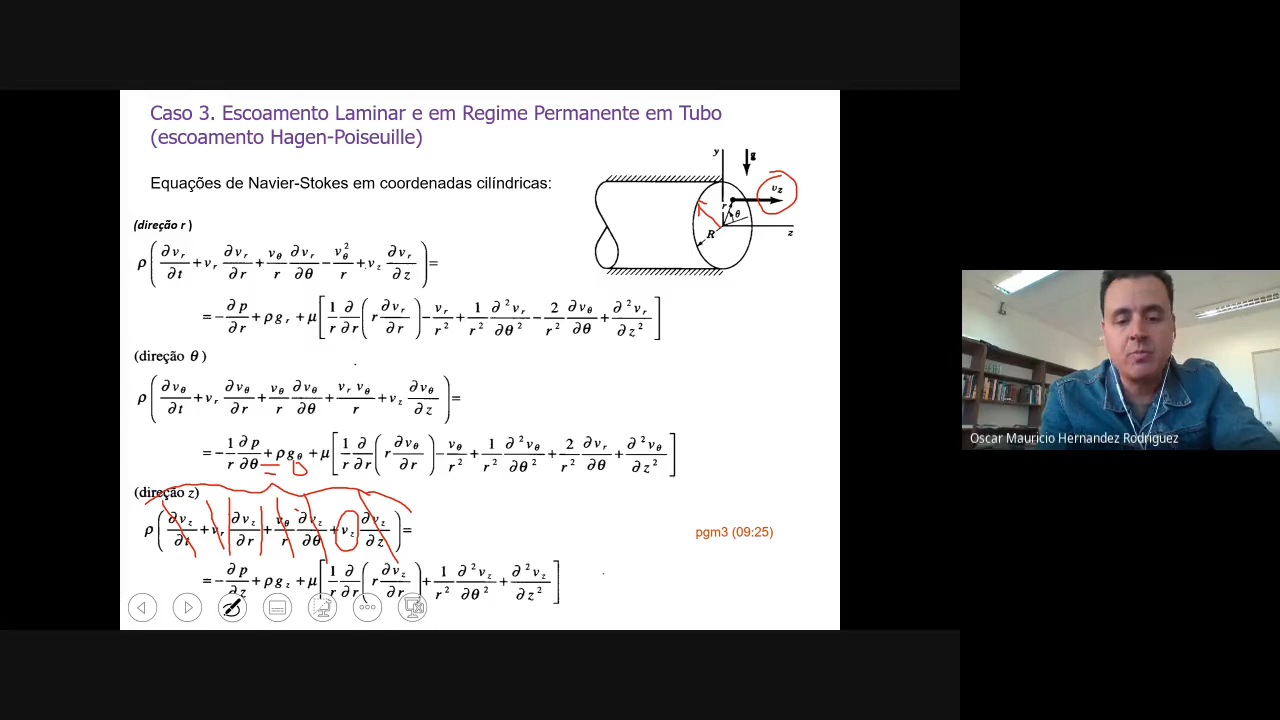 Caso 3. Escoamento Laminar e em Regime Permanente em Tubo
(escoamento Hagen-Poiseuille)
y
g
v_z
r
θ
R
z
Equações de Navier-Stokes em coordenadas cilíndricas:
(direção r )
ρ ( ∂v_r/∂t + v_r ∂v_r/∂r + v_θ/r ∂v_r/∂θ − v_θ²/r + v_z ∂v_r/∂z ) =
= − ∂p/∂r + ρg_r + μ [ 1/r ∂/∂r ( r ∂v_r/∂r ) − v_r/r² + 1/r² ∂²v_r/∂θ² − 2/r² ∂v_θ/∂θ + ∂²v_r/∂z² ]
(direção θ )
ρ ( ∂v_θ/∂t + v_r ∂v_θ/∂r + v_θ/r ∂v_θ/∂θ + v_r v_θ/r + v_z ∂v_θ/∂z ) =
= − 1/r ∂p/∂θ + ρg_θ + μ [ 1/r ∂/∂r ( r ∂v_θ/∂r ) − v_θ/r² + 1/r² ∂²v_θ/∂θ² + 2/r² ∂v_r/∂θ + ∂²v_θ/∂z² ]
= 0
(direção z)
ρ ( ∂v_z/∂t + v_r ∂v_z/∂r + v_θ/r ∂v_z/∂θ + v_z ∂v_z/∂z ) =
= − ∂p/∂z + ρg_z + μ [ 1/r ∂/∂r ( r ∂v_z/∂r ) + 1/r² ∂²v_z/∂θ² + ∂²v_z/∂z² ]
pgm3 (09:25)
Oscar Mauricio Hernandez Rodriguez